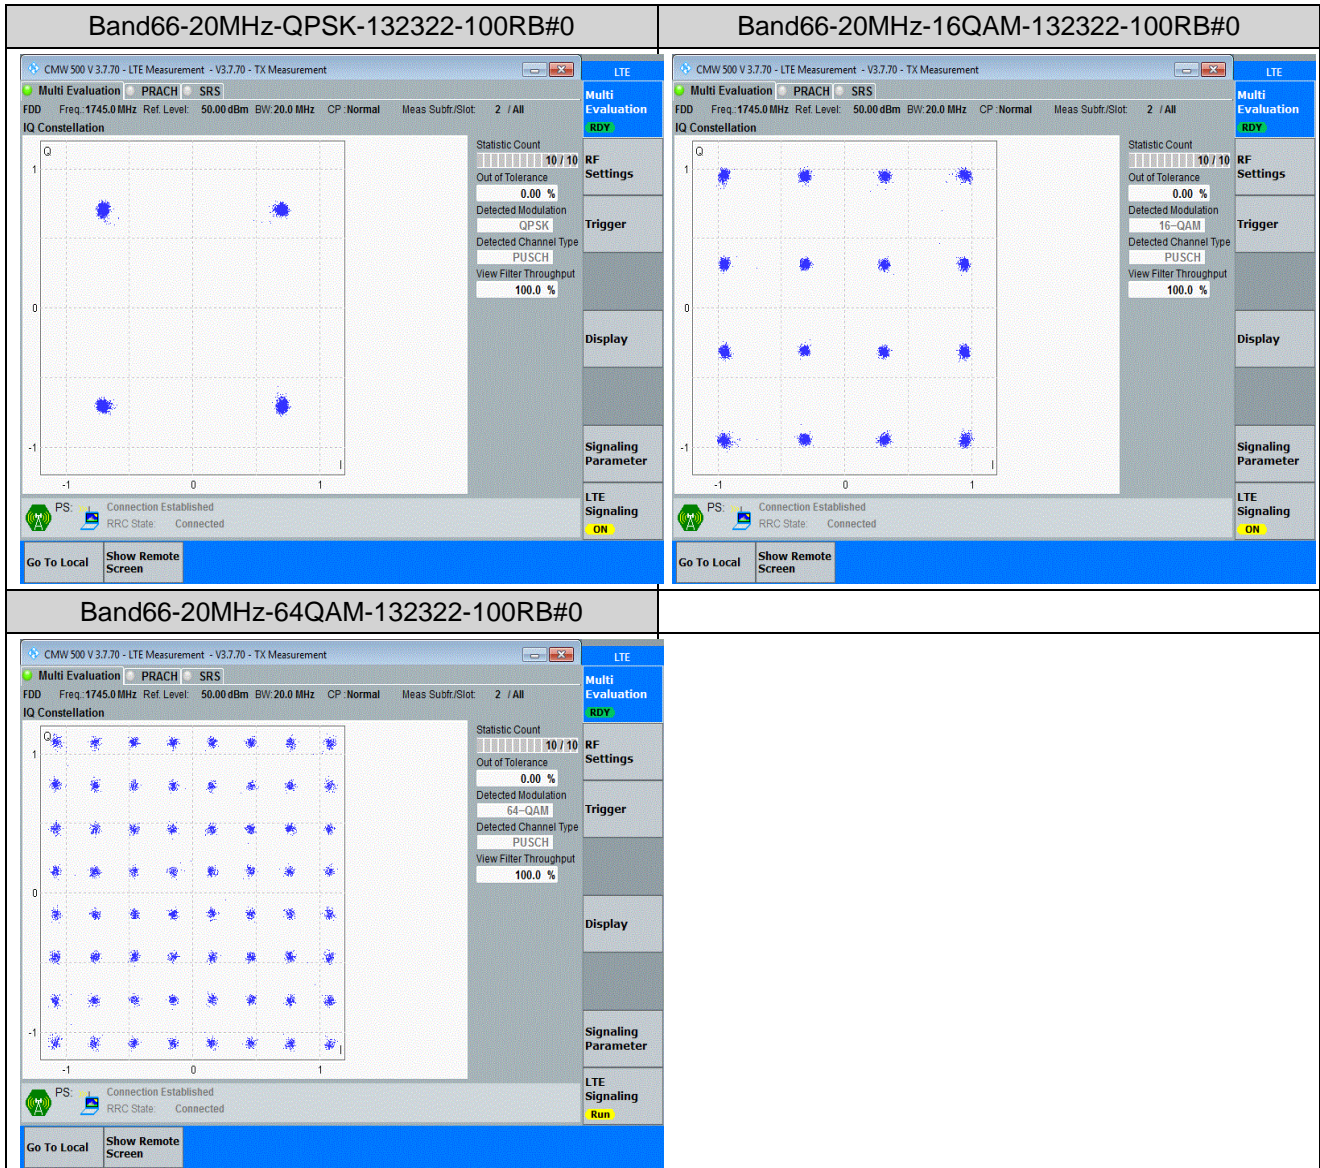 Band66-20MHz-QPSK-132322-100RB#0
CMW 500 V 3.7.70 - LTE Measurement - V3.7.70 - TX Measurement
LTE
Multi Evaluation PRACH SRS
FDD Freq.:1745.0 MHz Ref. Level: 50.00 dBm BW:20.0 MHz CP :Normal Meas Subfr./Slot: 2 / All
IQ Constellation
Q
1
0
-1
I
-1 0 1
Statistic Count
10 / 10
Out of Tolerance
0.00 %
Detected Modulation
QPSK
Detected Channel Type
PUSCH
View Filter Throughput
100.0 %
Multi
Evaluation
RDY
RF
Settings
Trigger
Display
Signaling
Parameter
LTE
Signaling
ON
PS: Connection Established
RRC State: Connected
Go To Local
Show Remote
Screen
Band66-20MHz-16QAM-132322-100RB#0
CMW 500 V 3.7.70 - LTE Measurement - V3.7.70 - TX Measurement
LTE
Multi Evaluation PRACH SRS
FDD Freq.:1745.0 MHz Ref. Level: 50.00 dBm BW:20.0 MHz CP :Normal Meas Subfr./Slot: 2 / All
IQ Constellation
Q
1
0
-1
I
-1 0 1
Statistic Count
10 / 10
Out of Tolerance
0.00 %
Detected Modulation
16-QAM
Detected Channel Type
PUSCH
View Filter Throughput
100.0 %
Multi
Evaluation
RDY
RF
Settings
Trigger
Display
Signaling
Parameter
LTE
Signaling
ON
PS: Connection Established
RRC State: Connected
Go To Local
Show Remote
Screen
Band66-20MHz-64QAM-132322-100RB#0
CMW 500 V 3.7.70 - LTE Measurement - V3.7.70 - TX Measurement
LTE
Multi Evaluation PRACH SRS
FDD Freq.:1745.0 MHz Ref. Level: 50.00 dBm BW:20.0 MHz CP :Normal Meas Subfr./Slot: 2 / All
IQ Constellation
Q
1
0
-1
I
-1 0 1
Statistic Count
10 / 10
Out of Tolerance
0.00 %
Detected Modulation
64-QAM
Detected Channel Type
PUSCH
View Filter Throughput
100.0 %
Multi
Evaluation
RDY
RF
Settings
Trigger
Display
Signaling
Parameter
LTE
Signaling
Run
PS: Connection Established
RRC State: Connected
Go To Local
Show Remote
Screen